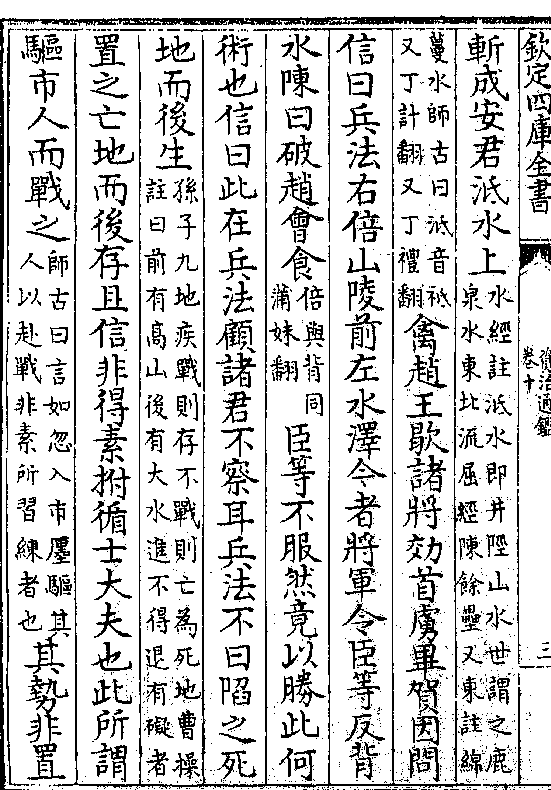 欽定四庫全書
資治通鑑
卷十
三
斬成安君泜水上水經註泜水即井陘山水世謂之鹿泉水東北流屈經陳餘壘又東註綿
蔓水師古曰泜音祗又丁計翻又丁禮翻禽趙王歇諸將効首虜畢賀因問
信曰兵法右倍山陵前左水澤令者將軍令臣等反背
水陳曰破趙會食倍與背同蒲妹翻臣等不服然竟以勝此何
術也信曰此在兵法顧諸君不察耳兵法不曰陷之死
地而後生孫子九地疾戰則存不戰則亡為死地曹操註曰前有高山後有大水進不得退有礙者
置之亡地而後存且信非得素拊循士大夫也此所謂
驅市人而戰之師古曰言如忽入市廛驅其人以赴戰非素所習練者也其勢非置